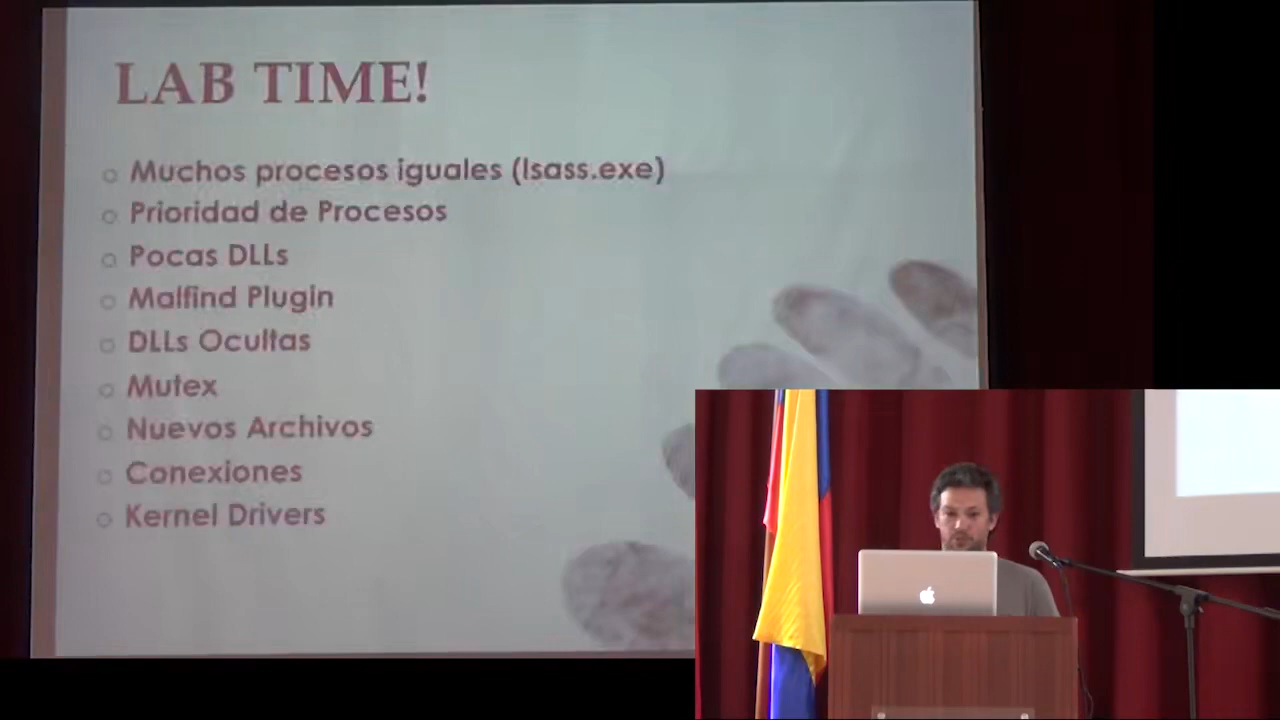 LAB TIME!
Muchos procesos iguales (lsass.exe)
Prioridad de Procesos
Pocas DLLs
Malfind Plugin
DLLs Ocultas
Mutex
Nuevos Archivos
Conexiones
Kernel Drivers